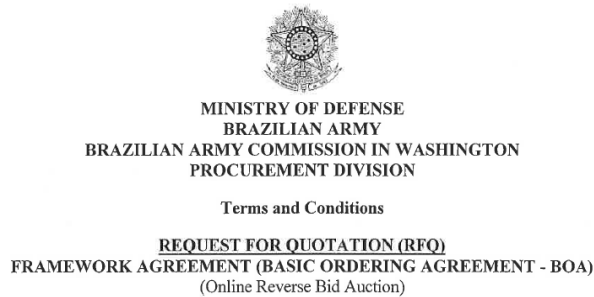 MINISTRY OF DEFENSE
BRAZILIAN ARMY
BRAZILIAN ARMY COMMISSION IN WASHINGTON
PROCUREMENT DIVISION
Terms and Conditions
REQUEST FOR QUOTATION (RFQ)
FRAMEWORK AGREEMENT (BASIC ORDERING AGREEMENT - BOA)
(Online Reverse Bid Auction)